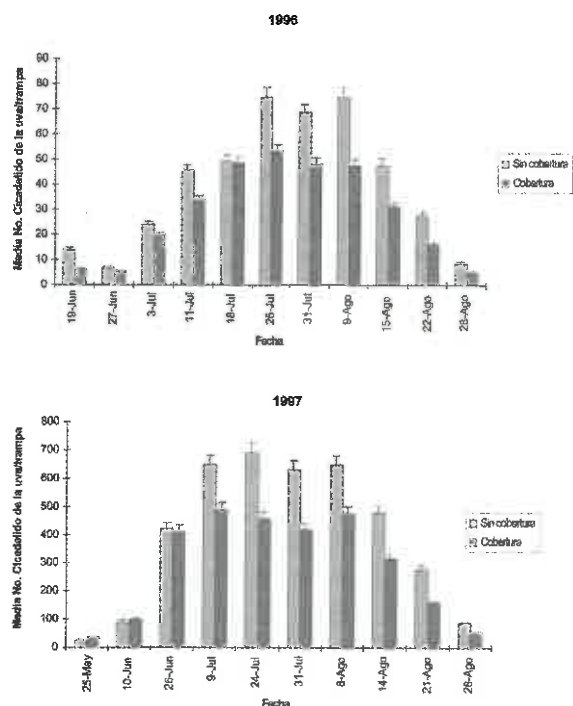 1996
Media No. Cicadelido de la uva/trampa
90
80
70
60
50
40
30
20
10
0
19-Jun
27-Jun
3-Jul
11-Jul
18-Jul
25-Jul
31-Jul
9-Ago
15-Ago
22-Ago
28-Ago
Fecha
Sin cobertura
Cobertura
1997
Media No. Cicadelido de la uva/trampa
800
700
600
500
400
300
200
100
0
25-May
10-Jun
26-Jun
9-Jul
24-Jul
31-Jul
8-Ago
14-Ago
21-Ago
28-Ago
Fecha
Sin cobertura
Cobertura